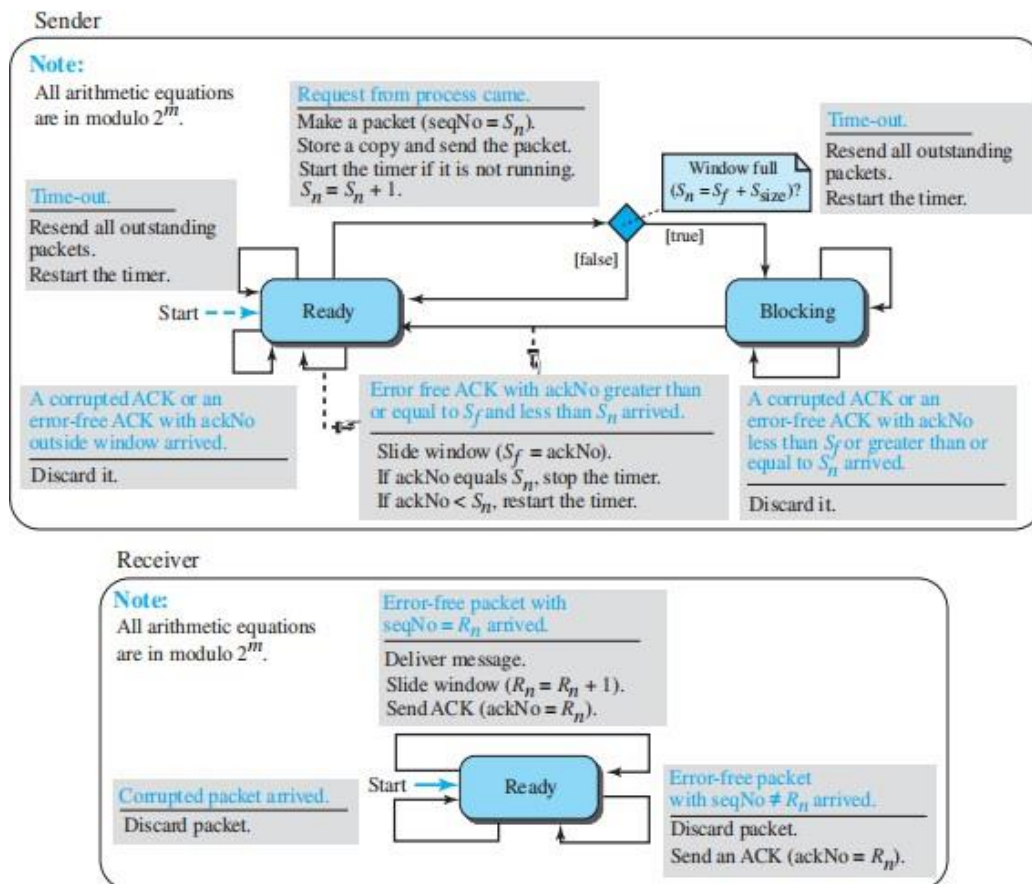 Sender
Note:
All arithmetic equations
are in modulo 2^m.
Request from process came.
Make a packet (seqNo = S_n).
Store a copy and send the packet.
Start the timer if it is not running.
S_n = S_n + 1.
Window full
(S_n = S_f + S_size)?
Time-out.
Resend all outstanding
packets.
Restart the timer.
Time-out.
Resend all outstanding
packets.
Restart the timer.
[false]
[true]
Start
Ready
Blocking
A corrupted ACK or an
error-free ACK with ackNo
outside window arrived.
Discard it.
Error free ACK with ackNo greater than
or equal to S_f and less than S_n arrived.
Slide window (S_f = ackNo).
If ackNo equals S_n, stop the timer.
If ackNo < S_n, restart the timer.
A corrupted ACK or an
error-free ACK with ackNo
less than S_f or greater than or
equal to S_n arrived.
Discard it.
Receiver
Note:
All arithmetic equations
are in modulo 2^m.
Error-free packet with
seqNo = R_n arrived.
Deliver message.
Slide window (R_n = R_n + 1).
Send ACK (ackNo = R_n).
Start
Ready
Corrupted packet arrived.
Discard packet.
Error-free packet
with seqNo ≠ R_n arrived.
Discard packet.
Send an ACK (ackNo = R_n).